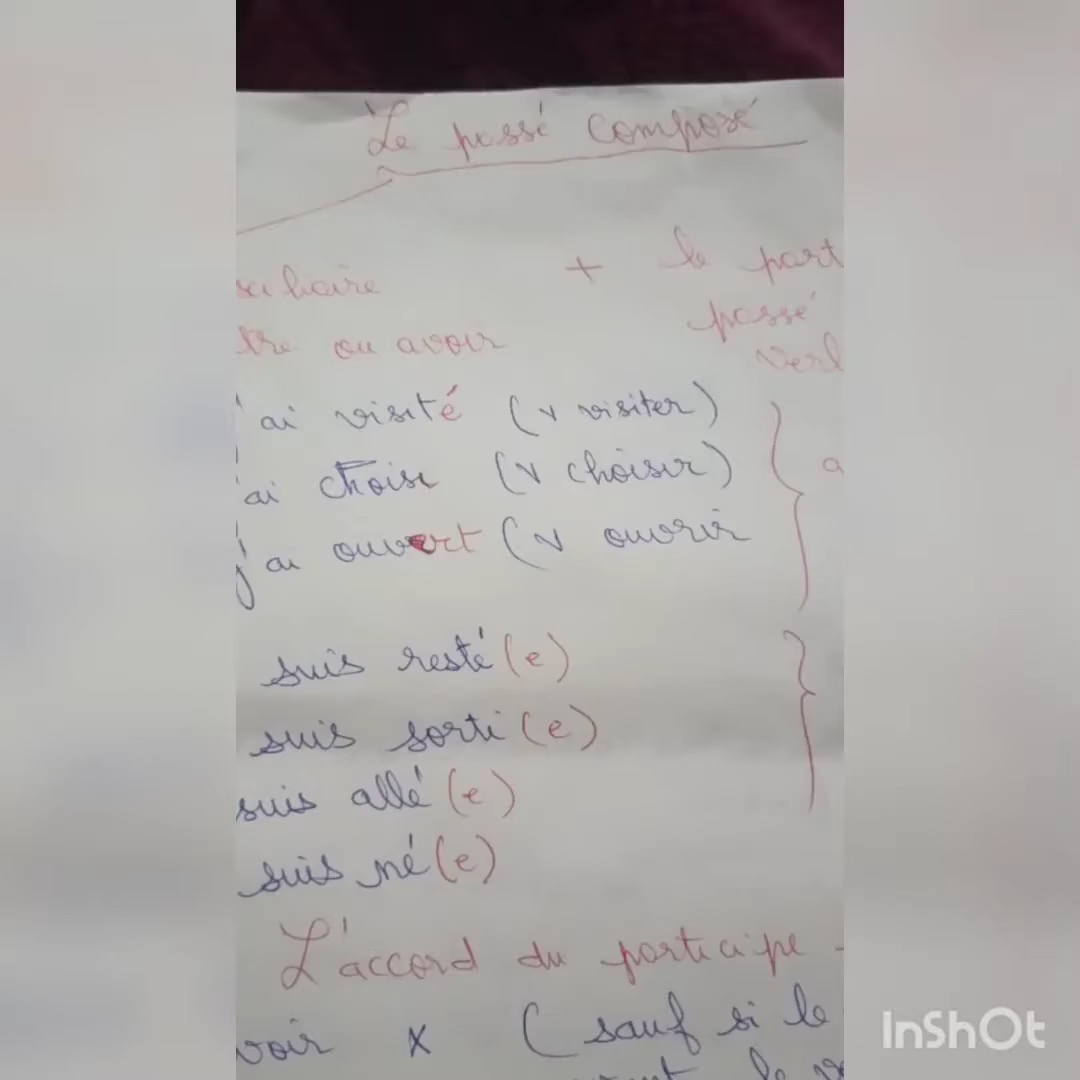 Le passé composé
xiliaire + le part
tre ou avoir passé
verb
j'ai visité (v visiter)
j'ai choisi (v choisir) a
j'ai ouvert (v ouvrir
suis resté(e)
suis sorti(e)
suis allé(e)
suis né(e)
L'accord du participe -
voir x (sauf si le
InShOt